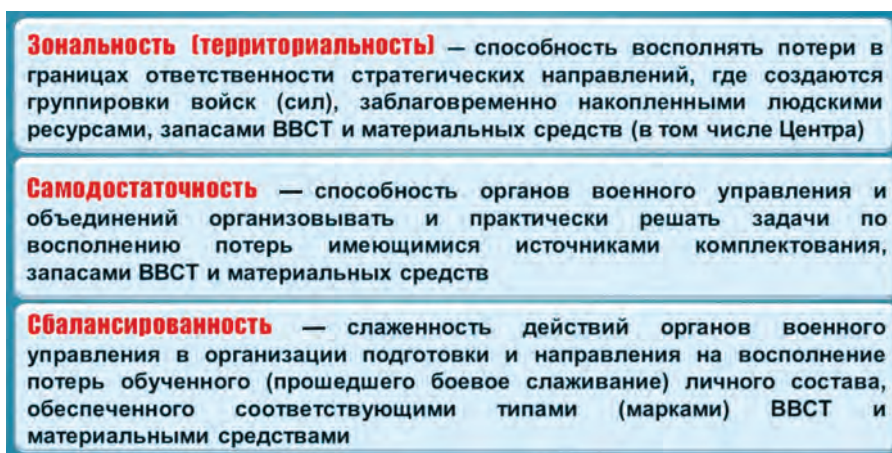 Зональность (территориальность) — способность восполнять потери в
границах ответственности стратегических направлений, где создаются
группировки войск (сил), заблаговременно накопленными людскими
ресурсами, запасами ВВСТ и материальных средств (в том числе Центра)
Самодостаточность — способность органов военного управления и
объединений организовывать и практически решать задачи по
восполнению потерь имеющимися источниками комплектования,
запасами ВВСТ и материальных средств
Сбалансированность — слаженность действий органов военного
управления в организации подготовки и направления на восполнение
потерь обученного (прошедшего боевое слаживание) личного состава,
обеспеченного соответствующими типами (марками) ВВСТ и
материальными средствами